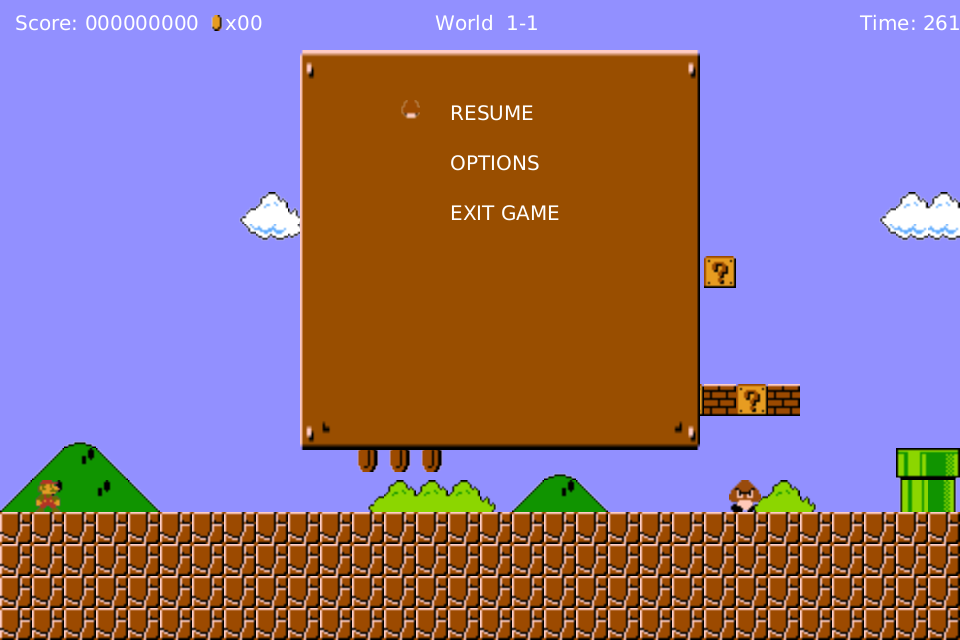 Score: 000000000 x00 World 1-1 Time: 261
RESUME
OPTIONS
EXIT GAME
?
?